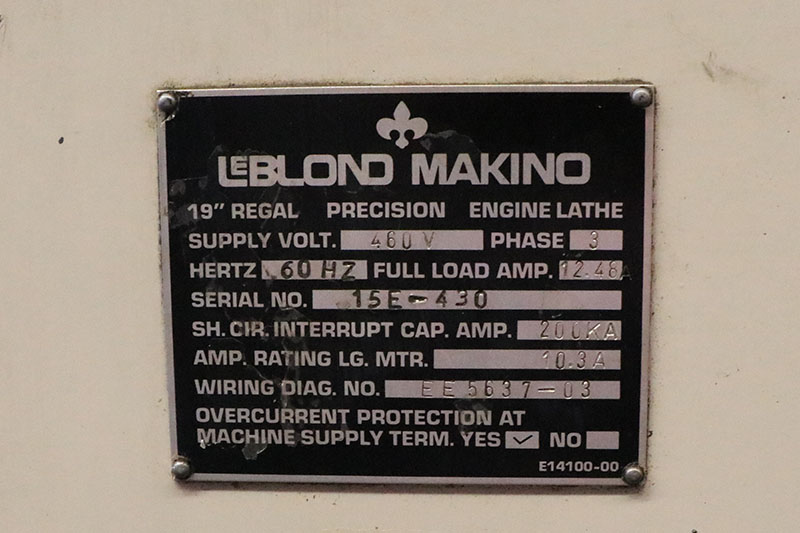 LEBLOND MAKINO
19" REGAL PRECISION ENGINE LATHE
SUPPLY VOLT. 460 V PHASE 3
HERTZ 60 HZ FULL LOAD AMP. 12.48A
SERIAL NO. 15E-430
SH. CIR. INTERRUPT CAP. AMP. 200KA
AMP. RATING LG. MTR. 10.3A
WIRING DIAG. NO. EE5637-03
OVERCURRENT PROTECTION AT
MACHINE SUPPLY TERM. YES ✓ NO
E14100-00